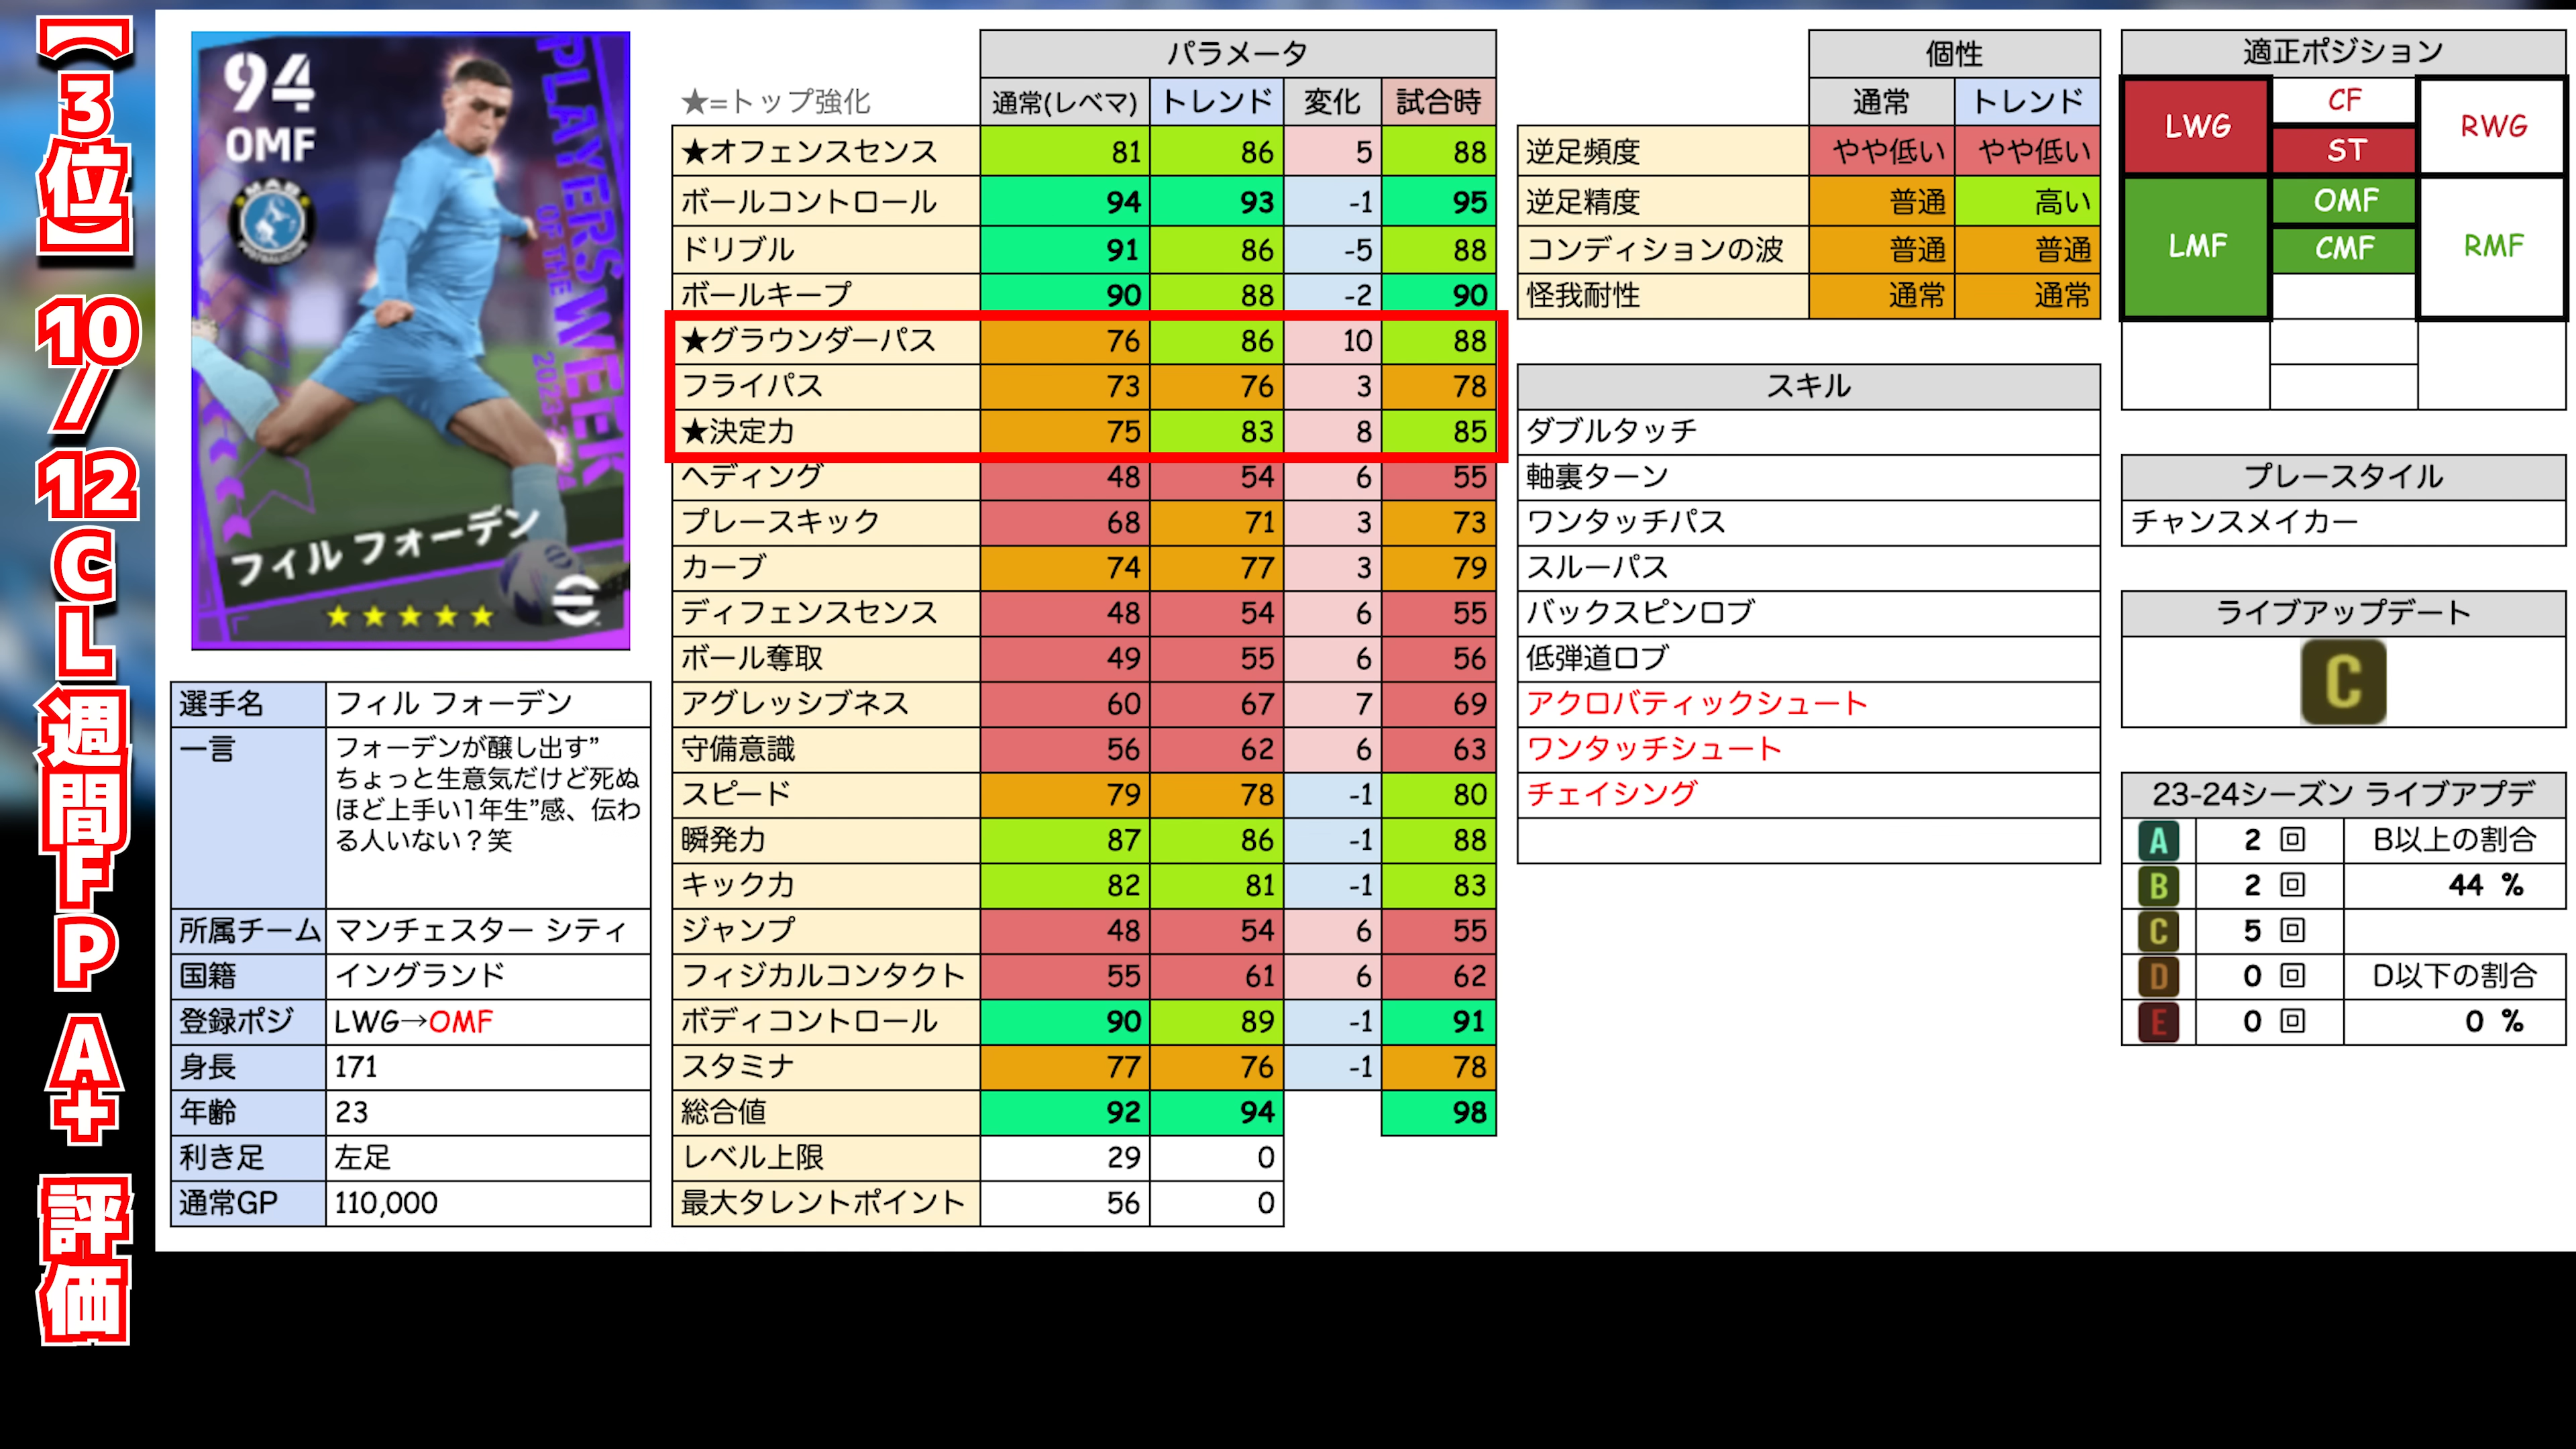 【3位】10/12CL週間FP A+ 評価
94
OMF
PLAYERS
OF THE WEEK
2023-2024
フィル フォーデン
★★★★★
選手名 フィル フォーデン
一言 フォーデンが醸し出す”
ちょっと生意気だけど死ぬ
ほど上手い1年生”感、伝わ
る人いない？笑
所属チーム マンチェスター シティ
国籍 イングランド
登録ポジ LWG→OMF
身長 171
年齢 23
利き足 左足
通常GP 110,000
パラメータ
★=トップ強化 通常(レベマ) トレンド 変化 試合時
★オフェンスセンス 81 86 5 88
ボールコントロール 94 93 -1 95
ドリブル 91 86 -5 88
ボールキープ 90 88 -2 90
★グラウンダーパス 76 86 10 88
フライパス 73 76 3 78
★決定力 75 83 8 85
ヘディング 48 54 6 55
プレースキック 68 71 3 73
カーブ 74 77 3 79
ディフェンスセンス 48 54 6 55
ボール奪取 49 55 6 56
アグレッシブネス 60 67 7 69
守備意識 56 62 6 63
スピード 79 78 -1 80
瞬発力 87 86 -1 88
キック力 82 81 -1 83
ジャンプ 48 54 6 55
フィジカルコンタクト 55 61 6 62
ボディコントロール 90 89 -1 91
スタミナ 77 76 -1 78
総合値 92 94 98
レベル上限 29 0
最大タレントポイント 56 0
個性
通常 トレンド
逆足頻度 やや低い やや低い
逆足精度 普通 高い
コンディションの波 普通 普通
怪我耐性 通常 通常
スキル
ダブルタッチ
軸裏ターン
ワンタッチパス
スルーパス
バックスピンロブ
低弾道ロブ
アクロバティックシュート
ワンタッチシュート
チェイシング
適正ポジション
LWG CF RWG
ST
LMF OMF RMF
CMF
プレースタイル
チャンスメイカー
ライブアップデート
C
23-24シーズン ライブアプデ
A 2 回 B以上の割合
B 2 回 44 %
C 5 回
D 0 回 D以下の割合
E 0 回 0 %